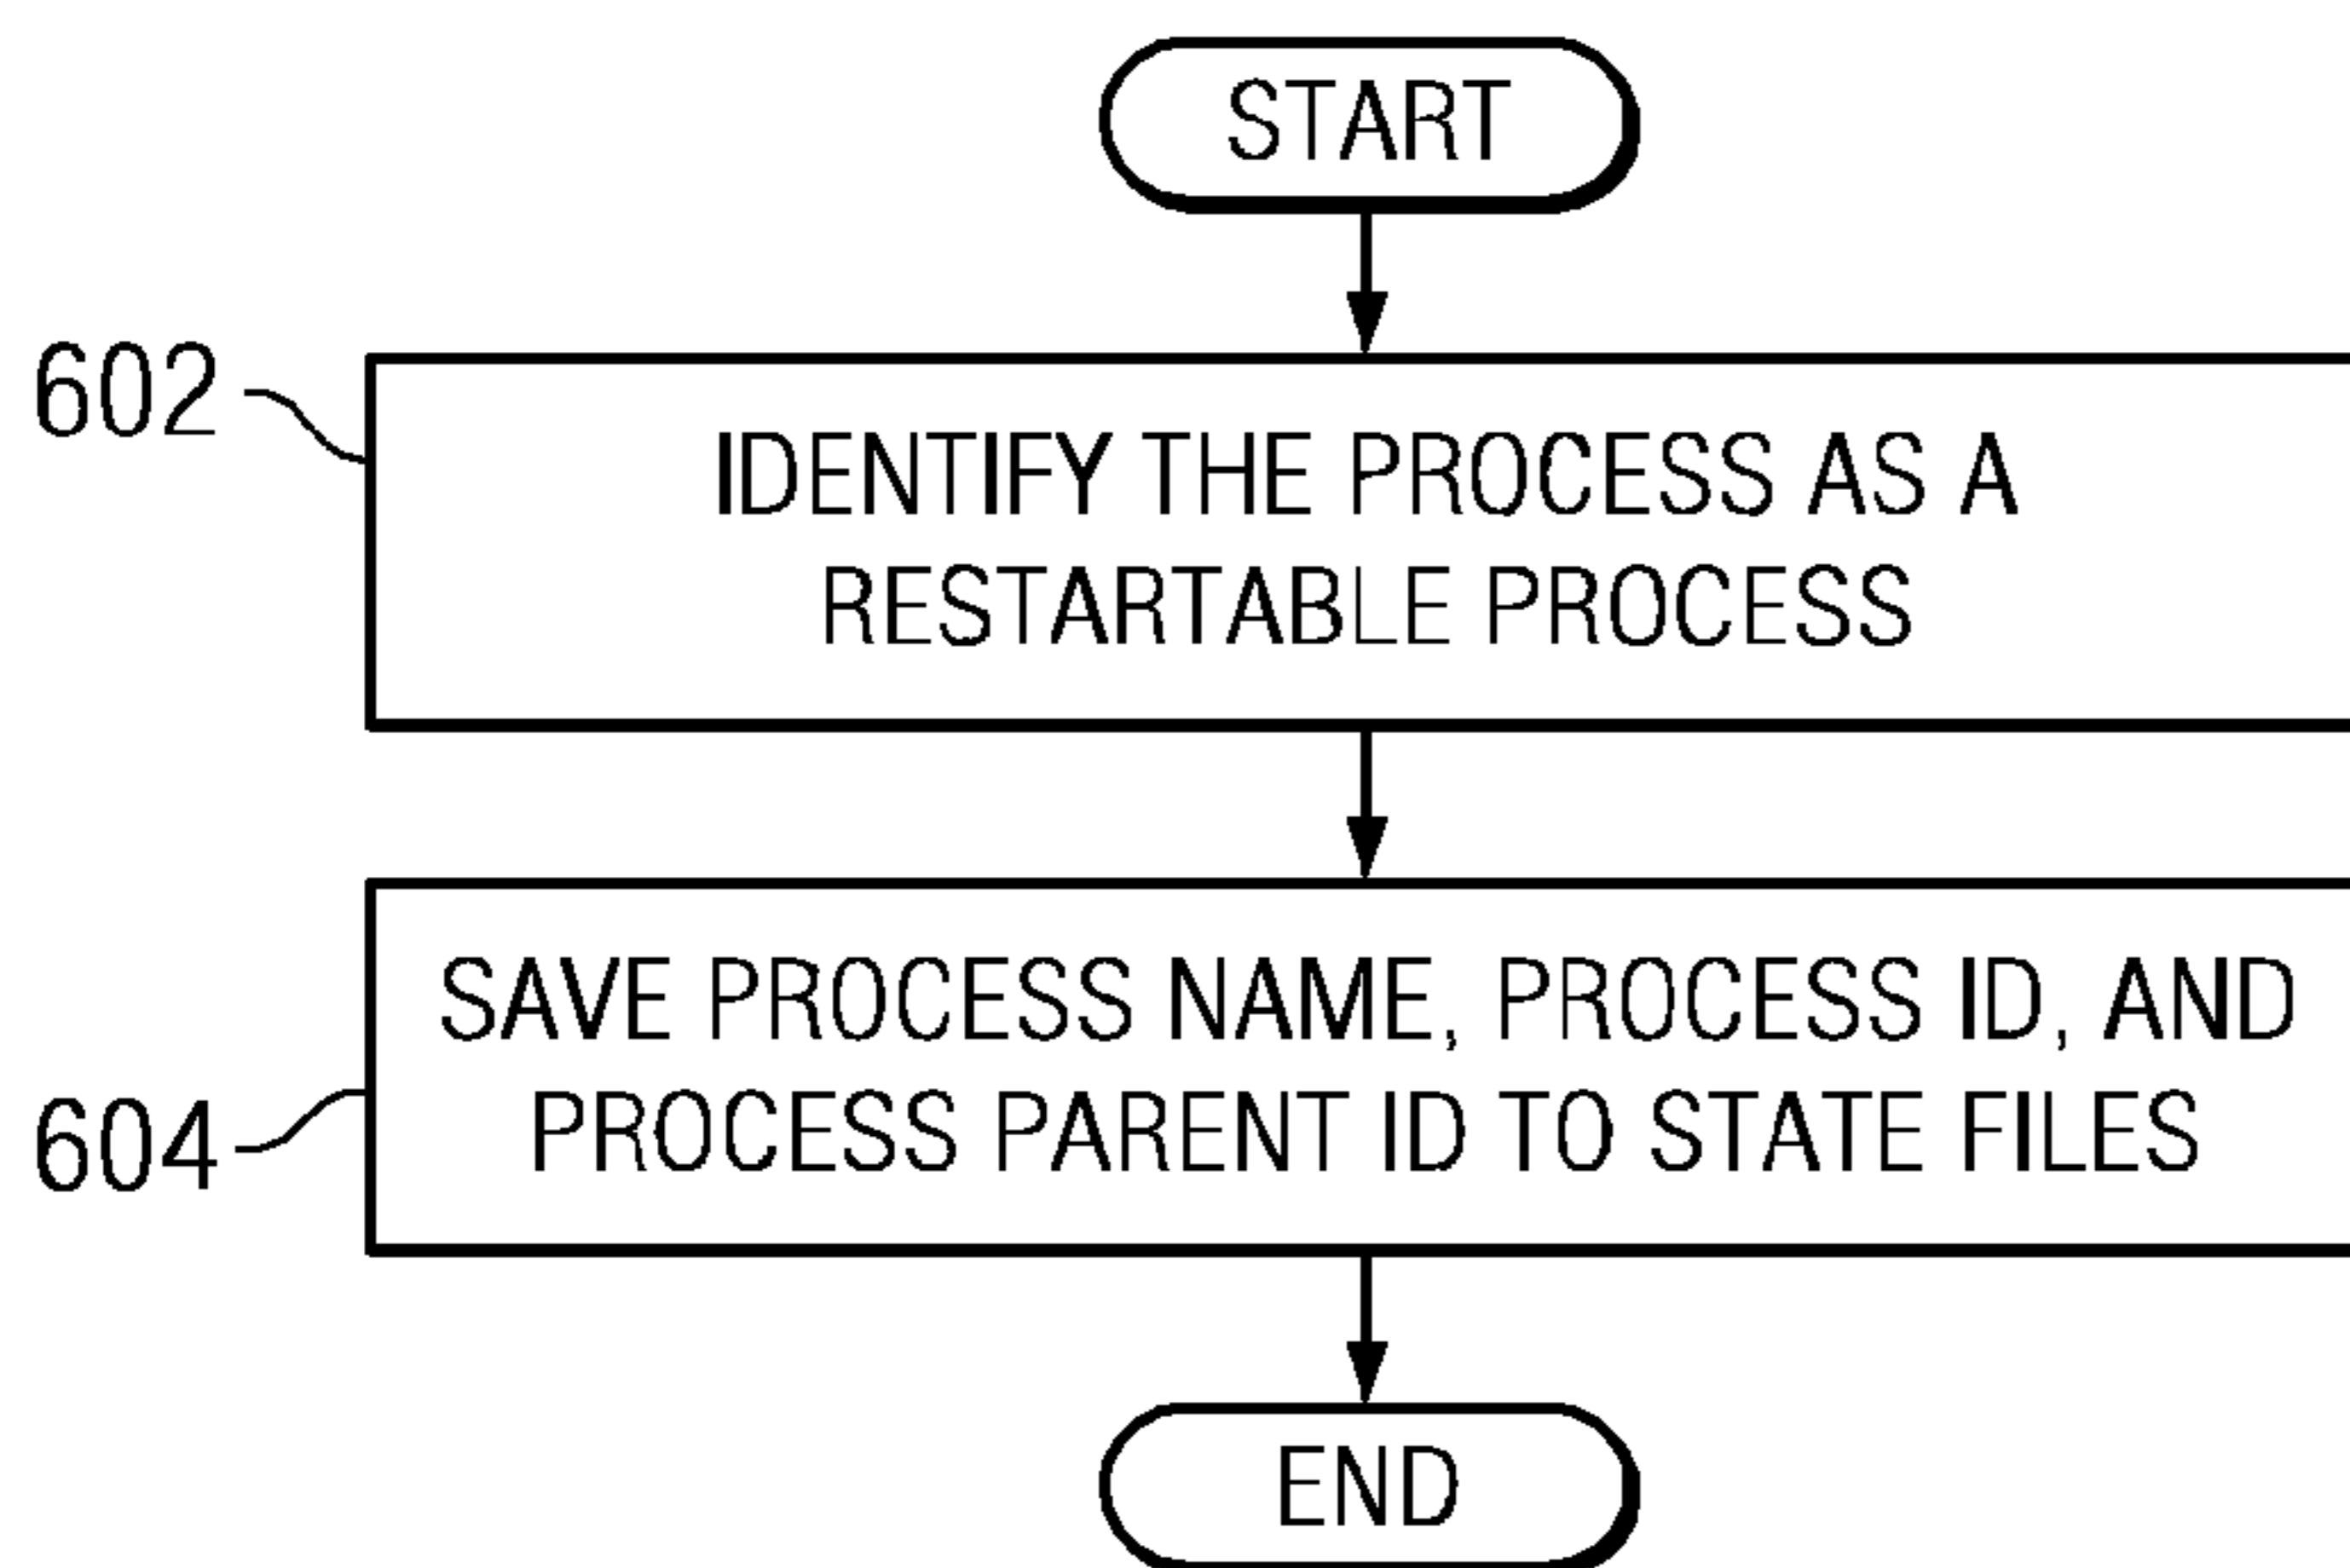 START
602
IDENTIFY THE PROCESS AS A
RESTARTABLE PROCESS
SAVE PROCESS NAME, PROCESS ID, AND
PROCESS PARENT ID TO STATE FILES
604
END